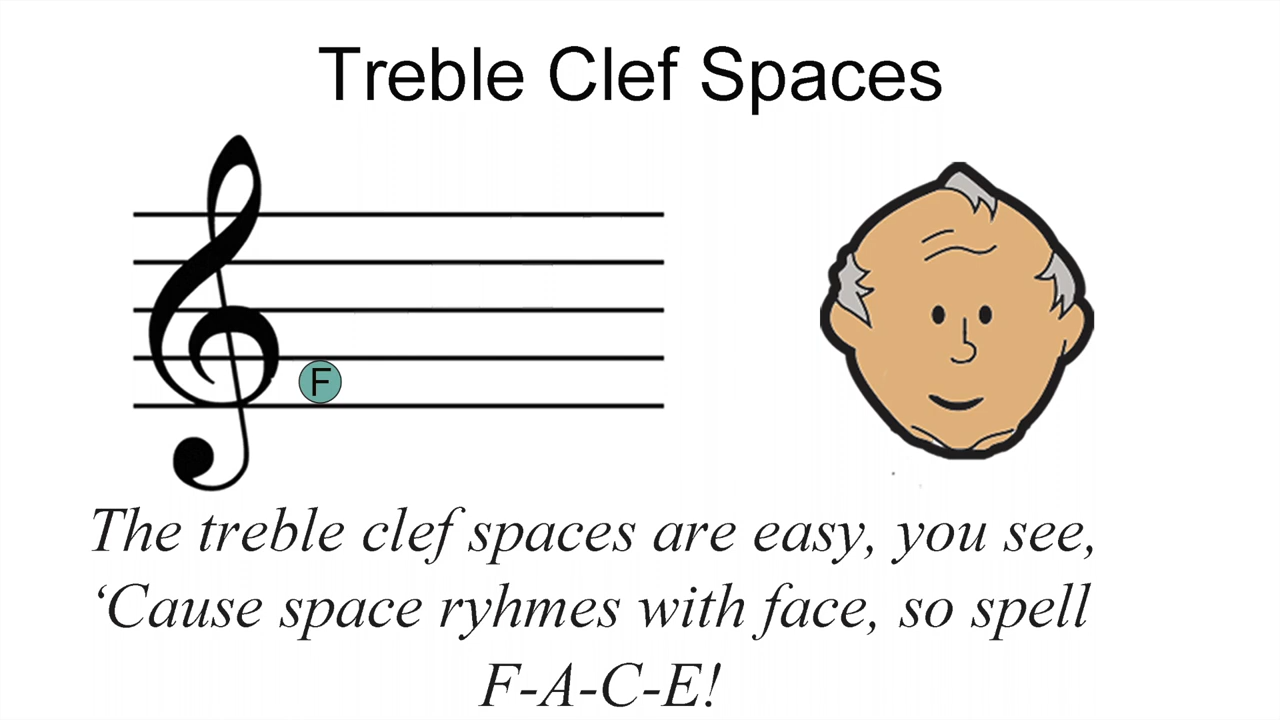 Treble Clef Spaces
F
The treble clef spaces are easy, you see,
‘Cause space ryhmes with face, so spell
F-A-C-E!